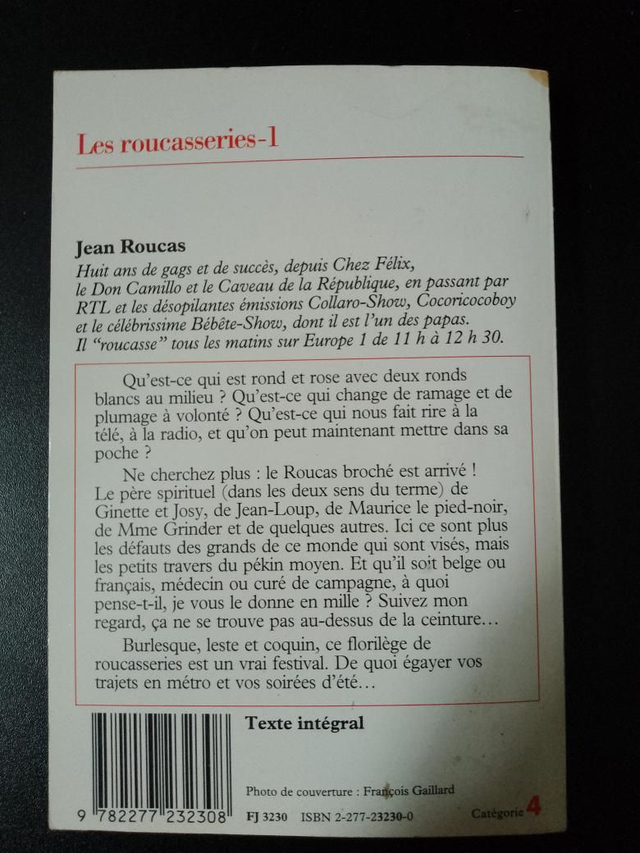 Les roucasseries-1
Jean Roucas
Huit ans de gags et de succès, depuis Chez Félix,
le Don Camillo et le Caveau de la République, en passant par
RTL et les désopilantes émissions Collaro-Show, Cocoricocoboy
et le célébrissime Bébête-Show, dont il est l'un des papas.
Il "roucasse" tous les matins sur Europe 1 de 11 h à 12 h 30.
Qu'est-ce qui est rond et rose avec deux ronds
blancs au milieu ? Qu'est-ce qui change de ramage et de
plumage à volonté ? Qu'est-ce qui nous fait rire à la
télé, à la radio, et qu'on peut maintenant mettre dans sa
poche ?
Ne cherchez plus : le Roucas broché est arrivé !
Le père spirituel (dans les deux sens du terme) de
Ginette et Josy, de Jean-Loup, de Maurice le pied-noir,
de Mme Grinder et de quelques autres. Ici ce sont plus
les défauts des grands de ce monde qui sont visés, mais
les petits travers du pékin moyen. Et qu'il soit belge ou
français, médecin ou curé de campagne, à quoi
pense-t-il, je vous le donne en mille ? Suivez mon
regard, ça ne se trouve pas au-dessus de la ceinture...
Burlesque, leste et coquin, ce florilège de
roucasseries est un vrai festival. De quoi égayer vos
trajets en métro et vos soirées d'été...
Texte intégral
Photo de couverture : François Gaillard
9 782277 232308
FJ 3230 ISBN 2-277-23230-0
Catégorie 4